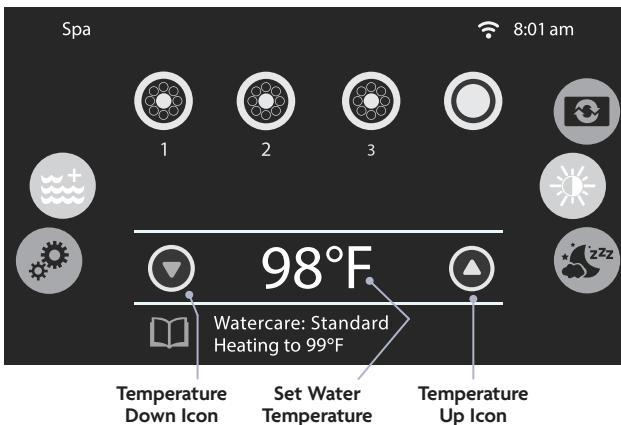 Spa
8:01 am
1 2 3
zzz
98°F
Watercare: Standard
Heating to 99°F
Temperature
Down Icon
Set Water
Temperature
Temperature
Up Icon